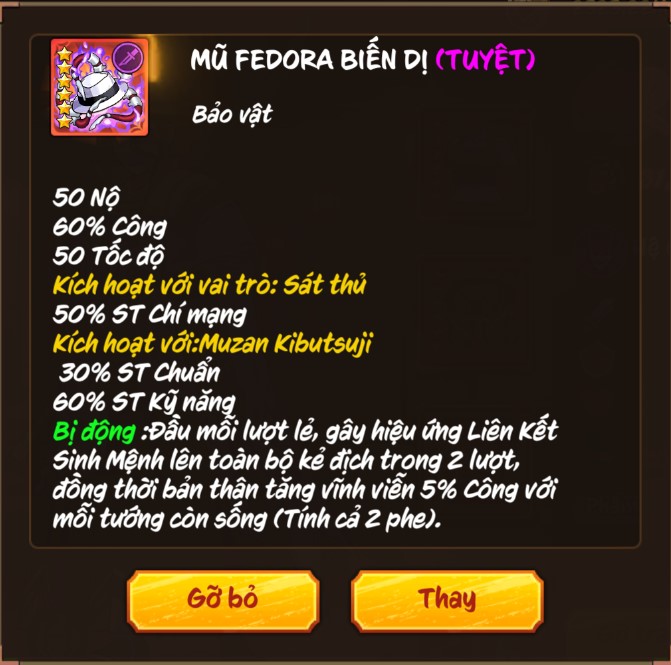 MŨ FEDORA BIẾN DỊ (TUYỆT)
Bảo vật
50 Nộ
60% Công
50 Tốc độ
Kích hoạt với vai trò: Sát thủ
50% ST Chí mạng
Kích hoạt với:Muzan Kibutsuji
30% ST Chuẩn
60% ST Kỹ năng
Bị động :Đầu mỗi lượt lẻ, gây hiệu ứng Liên Kết
Sinh Mệnh lên toàn bộ kẻ địch trong 2 lượt,
đồng thời bản thân tăng vĩnh viễn 5% Công với
mỗi tướng còn sống (Tính cả 2 phe).
Gỡ bỏ
Thay